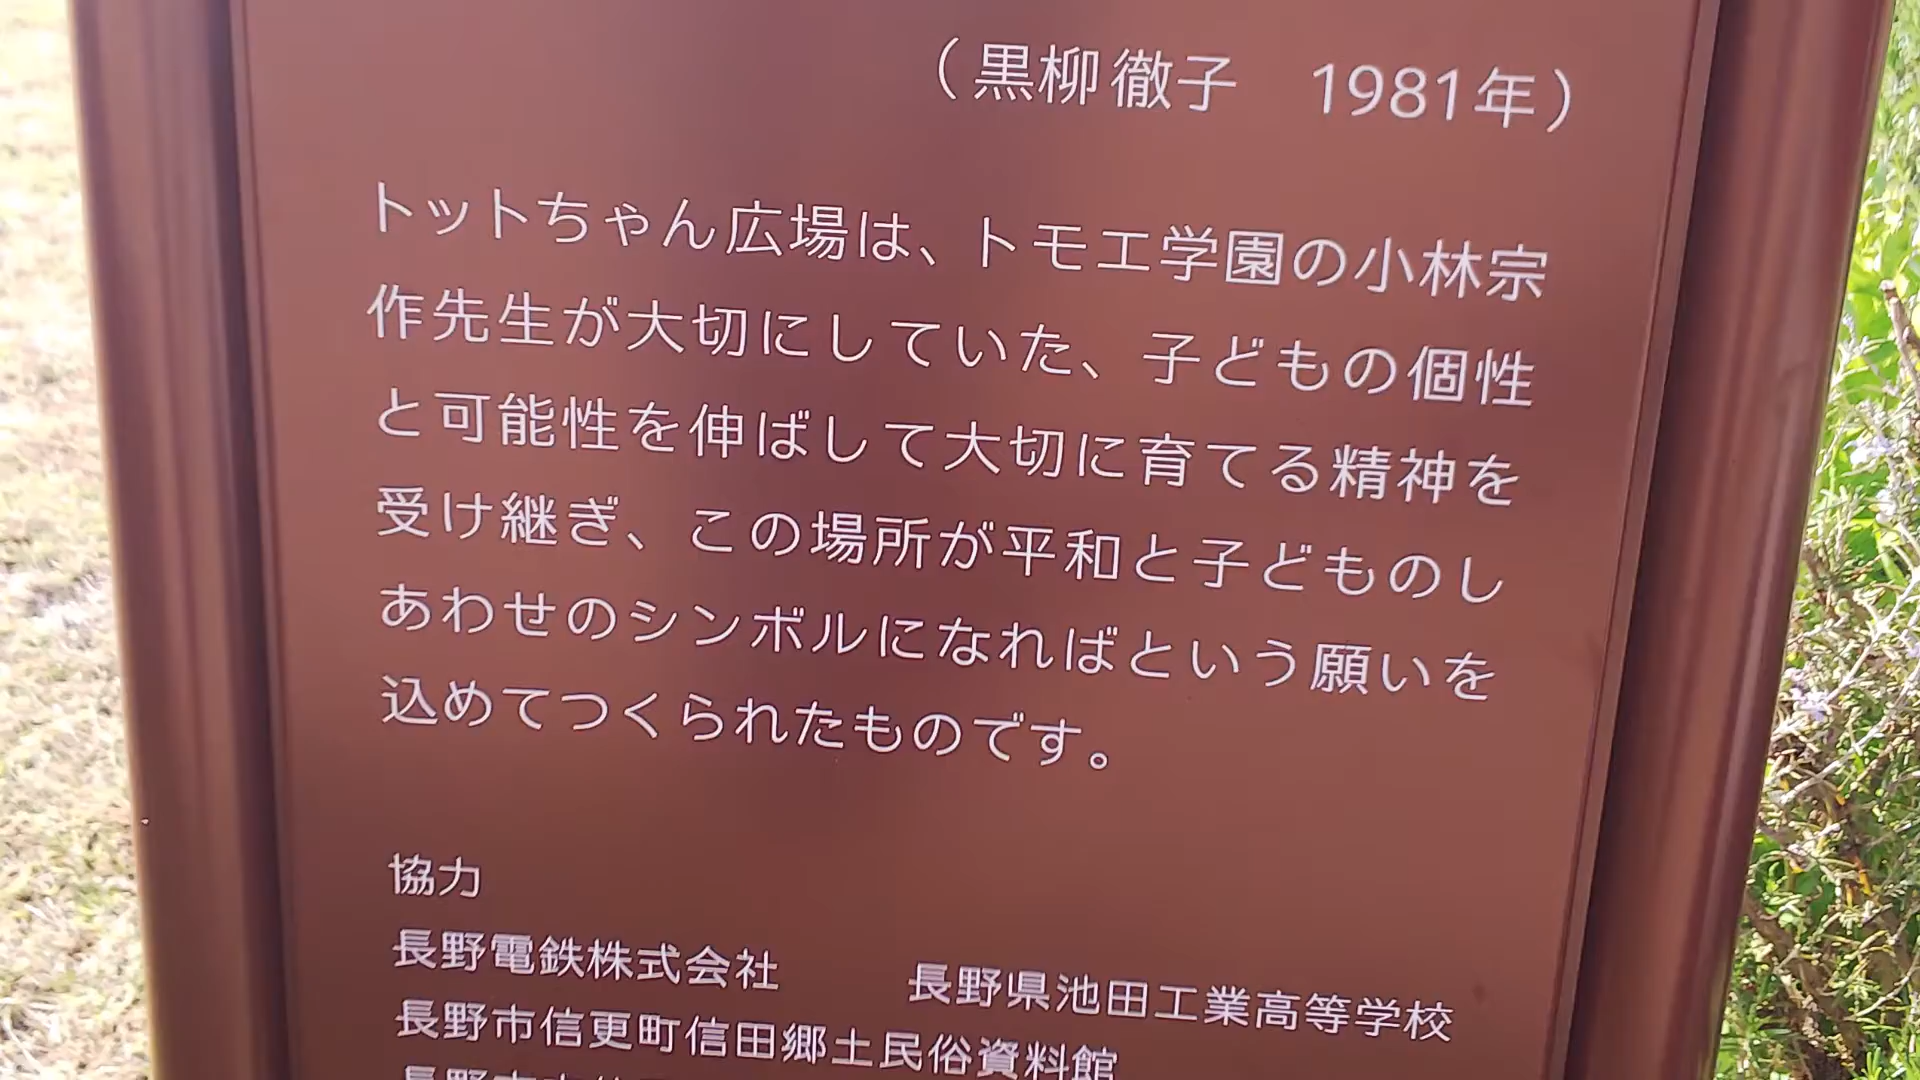 （黒柳徹子　1981年）
トットちゃん広場は、トモエ学園の小林宗
作先生が大切にしていた、子どもの個性
と可能性を伸ばして大切に育てる精神を
受け継ぎ、この場所が平和と子どものし
あわせのシンボルになればという願いを
込めてつくられたものです。
協力
長野電鉄株式会社　長野県池田工業高等学校
長野市信更町信田郷土民俗資料館